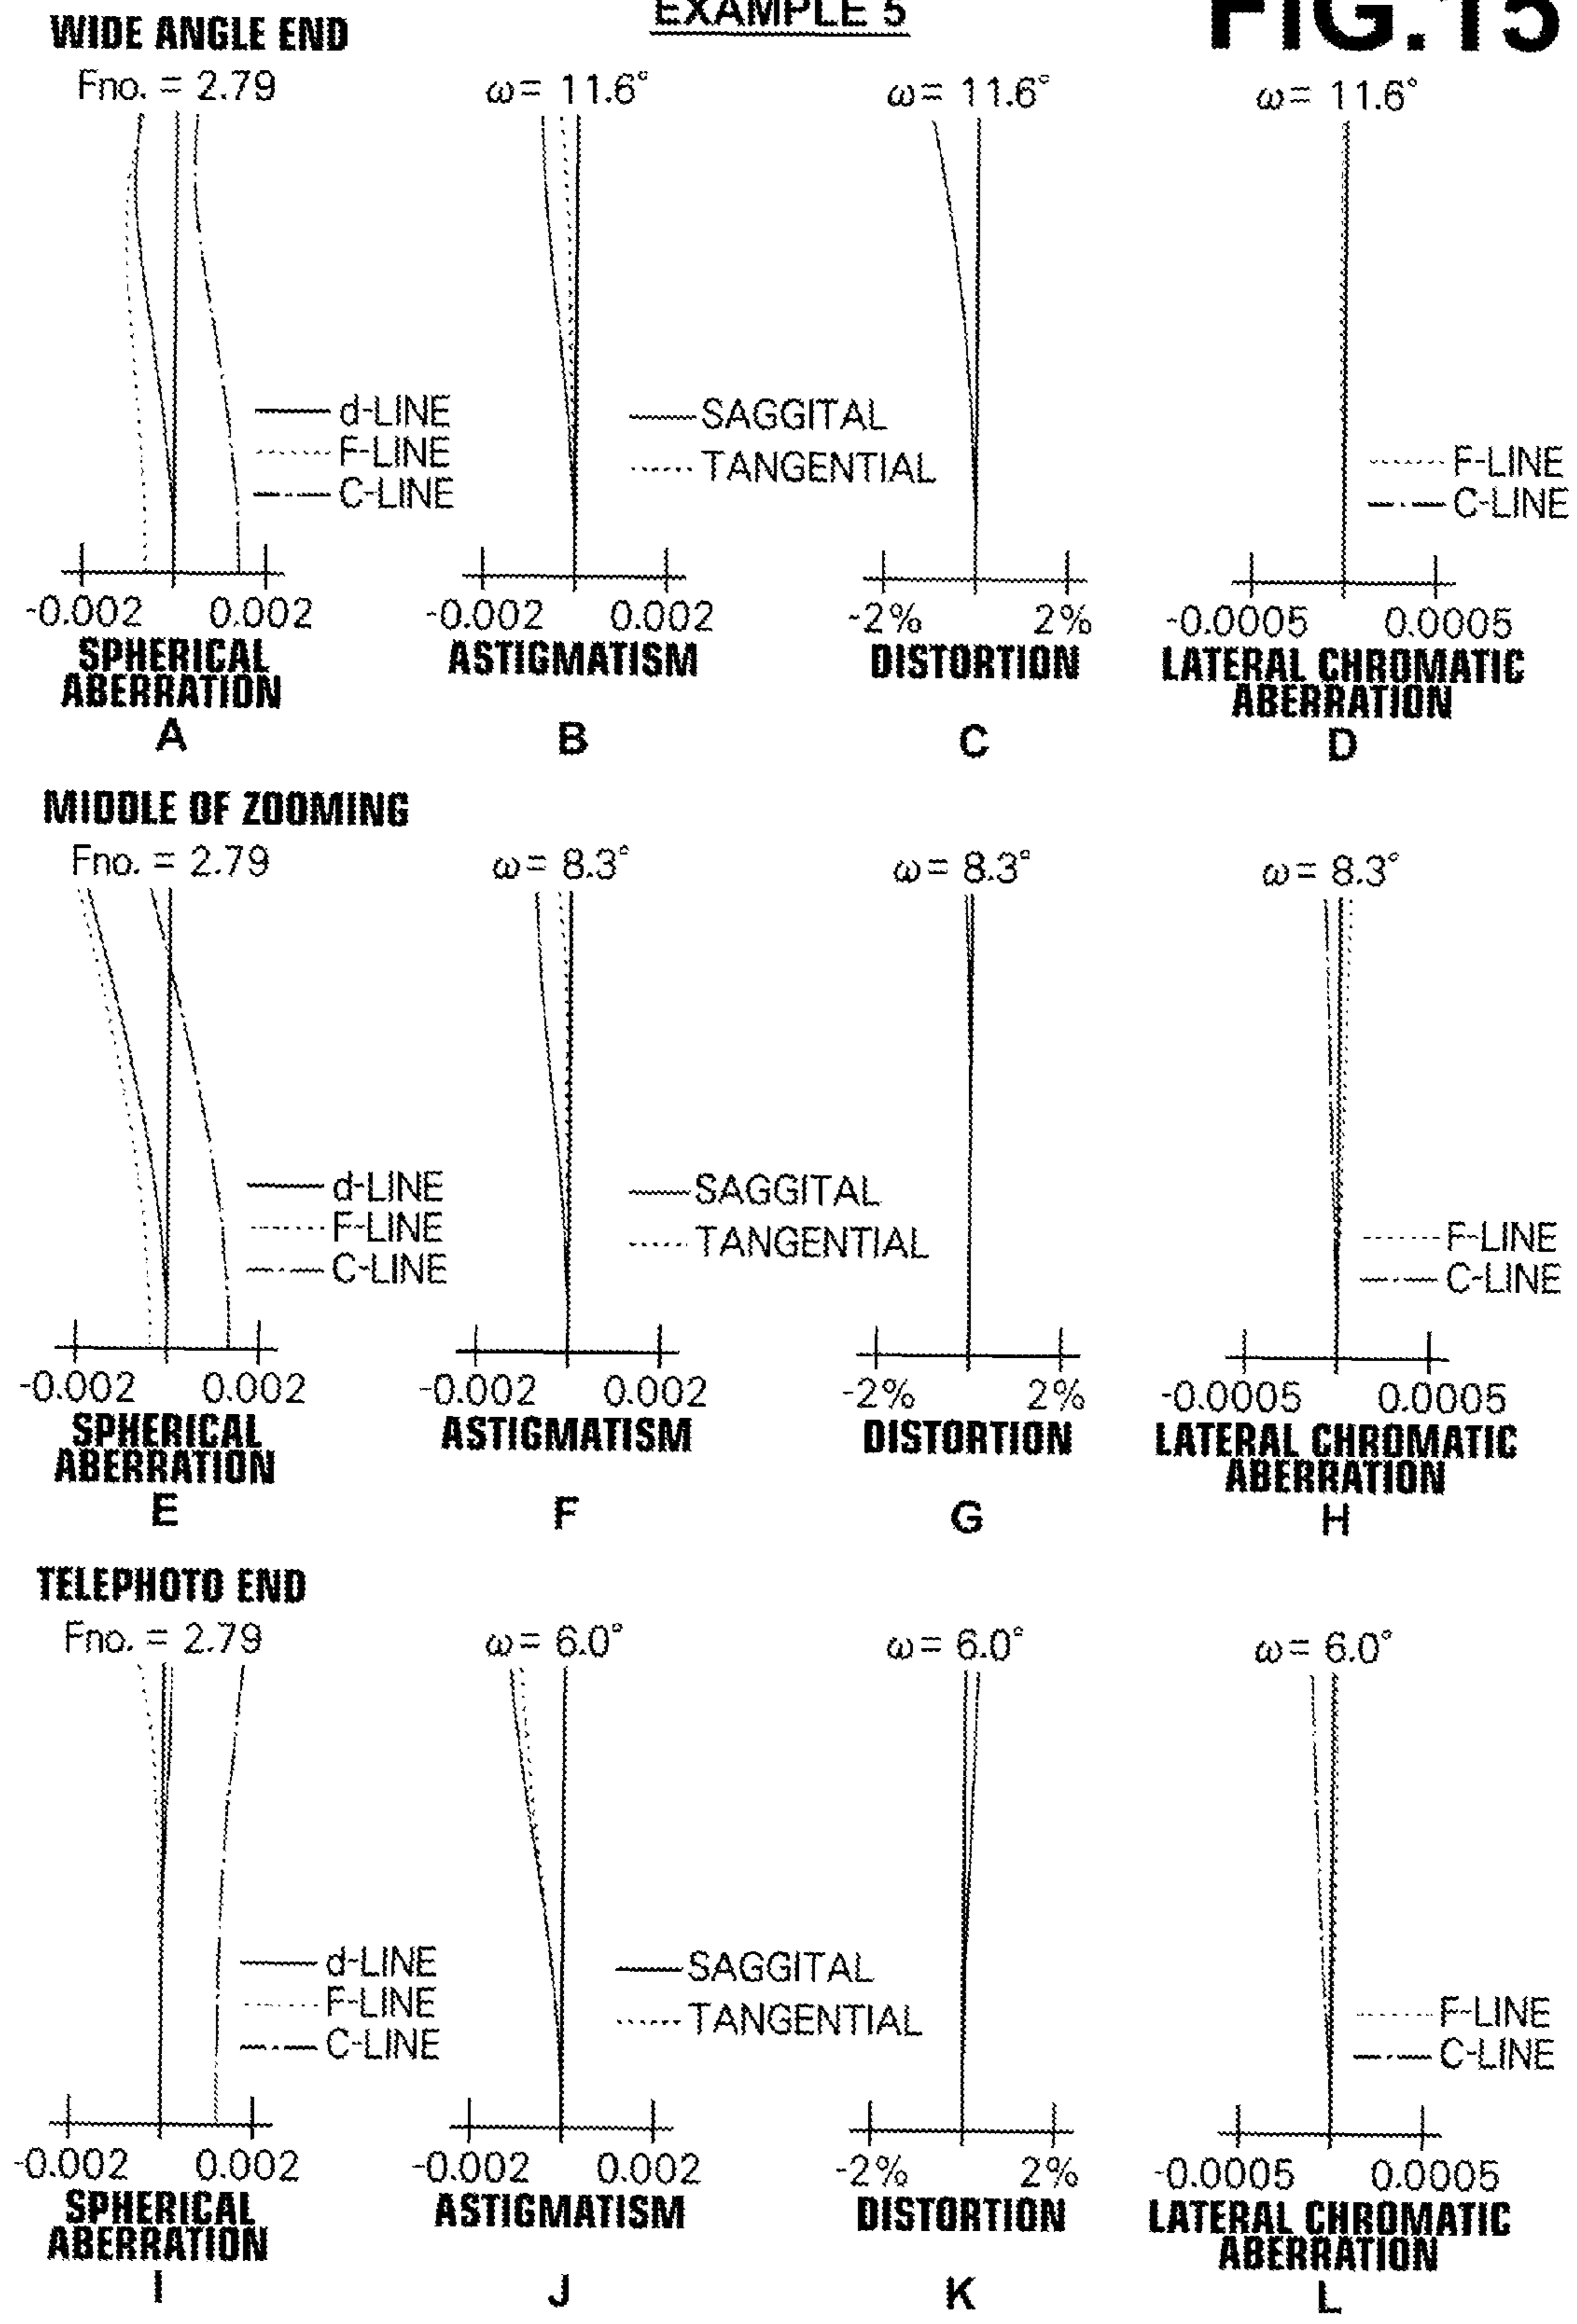 EXAMPLE 5
FIG.15
WIDE ANGLE END
Fno. = 2.79
ω= 11.6°
ω= 11.6°
ω= 11.6°
d-LINE
F-LINE
C-LINE
SAGGITAL
TANGENTIAL
F-LINE
C-LINE
-0.002 0.002
-0.002 0.002
-2% 2%
-0.0005 0.0005
SPHERICAL
ABERRATION
ASTIGMATISM
DISTORTION
LATERAL CHROMATIC
ABERRATION
A
B
C
D
MIDDLE OF ZOOMING
Fno. = 2.79
ω= 8.3°
ω= 8.3°
ω= 8.3°
d-LINE
F-LINE
C-LINE
SAGGITAL
TANGENTIAL
F-LINE
C-LINE
-0.002 0.002
-0.002 0.002
-2% 2%
-0.0005 0.0005
SPHERICAL
ABERRATION
ASTIGMATISM
DISTORTION
LATERAL CHROMATIC
ABERRATION
E
F
G
H
TELEPHOTO END
Fno. = 2.79
ω= 6.0°
ω= 6.0°
ω= 6.0°
d-LINE
F-LINE
C-LINE
SAGGITAL
TANGENTIAL
F-LINE
C-LINE
-0.002 0.002
-0.002 0.002
-2% 2%
-0.0005 0.0005
SPHERICAL
ABERRATION
ASTIGMATISM
DISTORTION
LATERAL CHROMATIC
ABERRATION
I
J
K
L